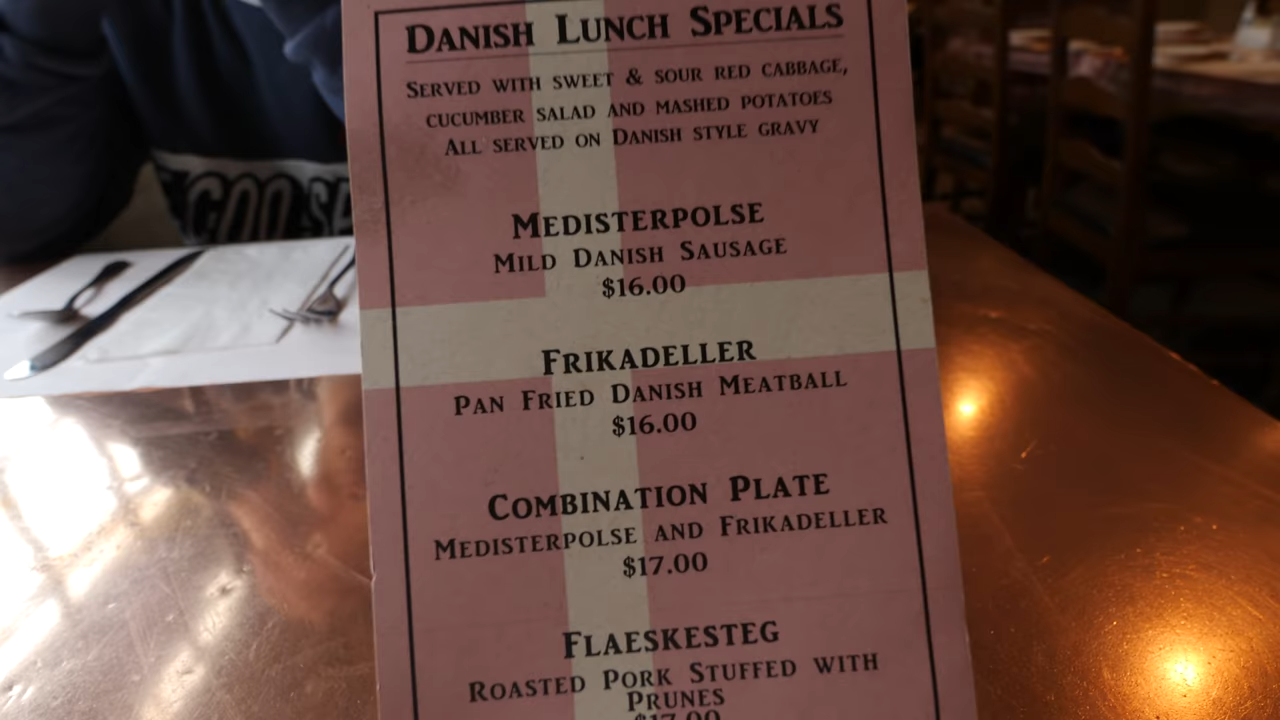 DANISH LUNCH SPECIALS
SERVED WITH SWEET & SOUR RED CABBAGE,
CUCUMBER SALAD AND MASHED POTATOES
ALL SERVED ON DANISH STYLE GRAVY
MEDISTERPOLSE
MILD DANISH SAUSAGE
$16.00
FRIKADELLER
PAN FRIED DANISH MEATBALL
$16.00
COMBINATION PLATE
MEDISTERPOLSE AND FRIKADELLER
$17.00
FLAESKESTEG
ROASTED PORK STUFFED WITH
PRUNES
$17.00